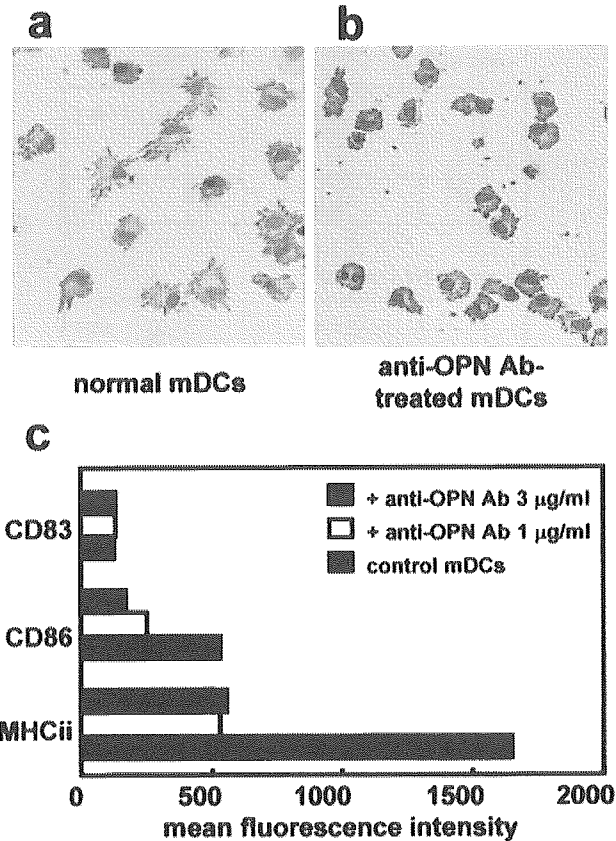 a
b
normal mDCs
anti-OPN Ab-
treated mDCs
c
+ anti-OPN Ab 3 μg/ml
+ anti-OPN Ab 1 μg/ml
control mDCs
CD83
CD86
MHCii
0 500 1000 1500 2000
mean fluorescence intensity